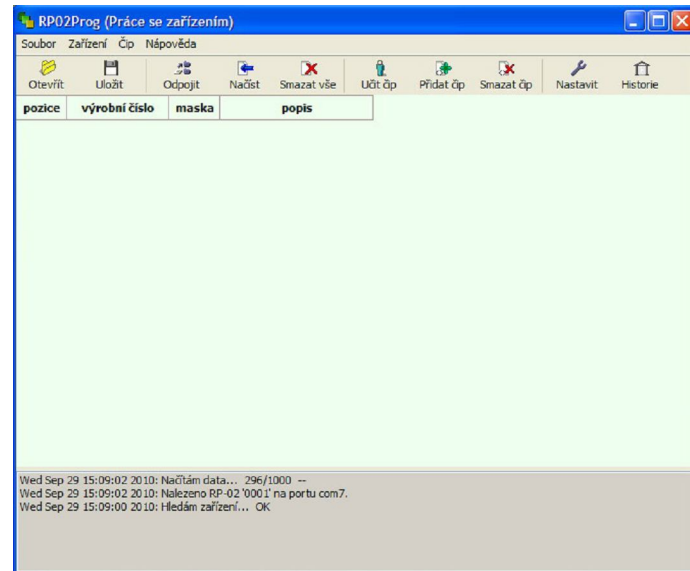 RP02Prog (Práce se zařízením)
Soubor Zařízení Čip Nápověda
Otevřít Uložit Odpojit Načíst Smazat vše Učit čip Přidat čip Smazat čip Nastavit Historie
pozice výrobní číslo maska popis
Wed Sep 29 15:09:02 2010: Načítám data... 296/1000 --
Wed Sep 29 15:09:02 2010: Nalezeno RP-02 '0001' na portu com7.
Wed Sep 29 15:09:00 2010: Hledám zařízení... OK